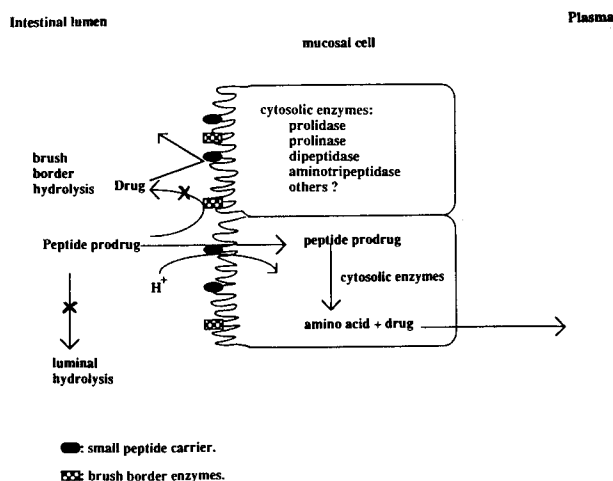 Intestinal lumen
Plasma
mucosal cell
cytosolic enzymes:
prolidase
prolinase
dipeptidase
aminotripeptidase
others ?
brush
border
hydrolysis
Drug
Peptide prodrug
peptide prodrug
H+
cytosolic enzymes
amino acid + drug
luminal
hydrolysis
: small peptide carrier.
: brush border enzymes.